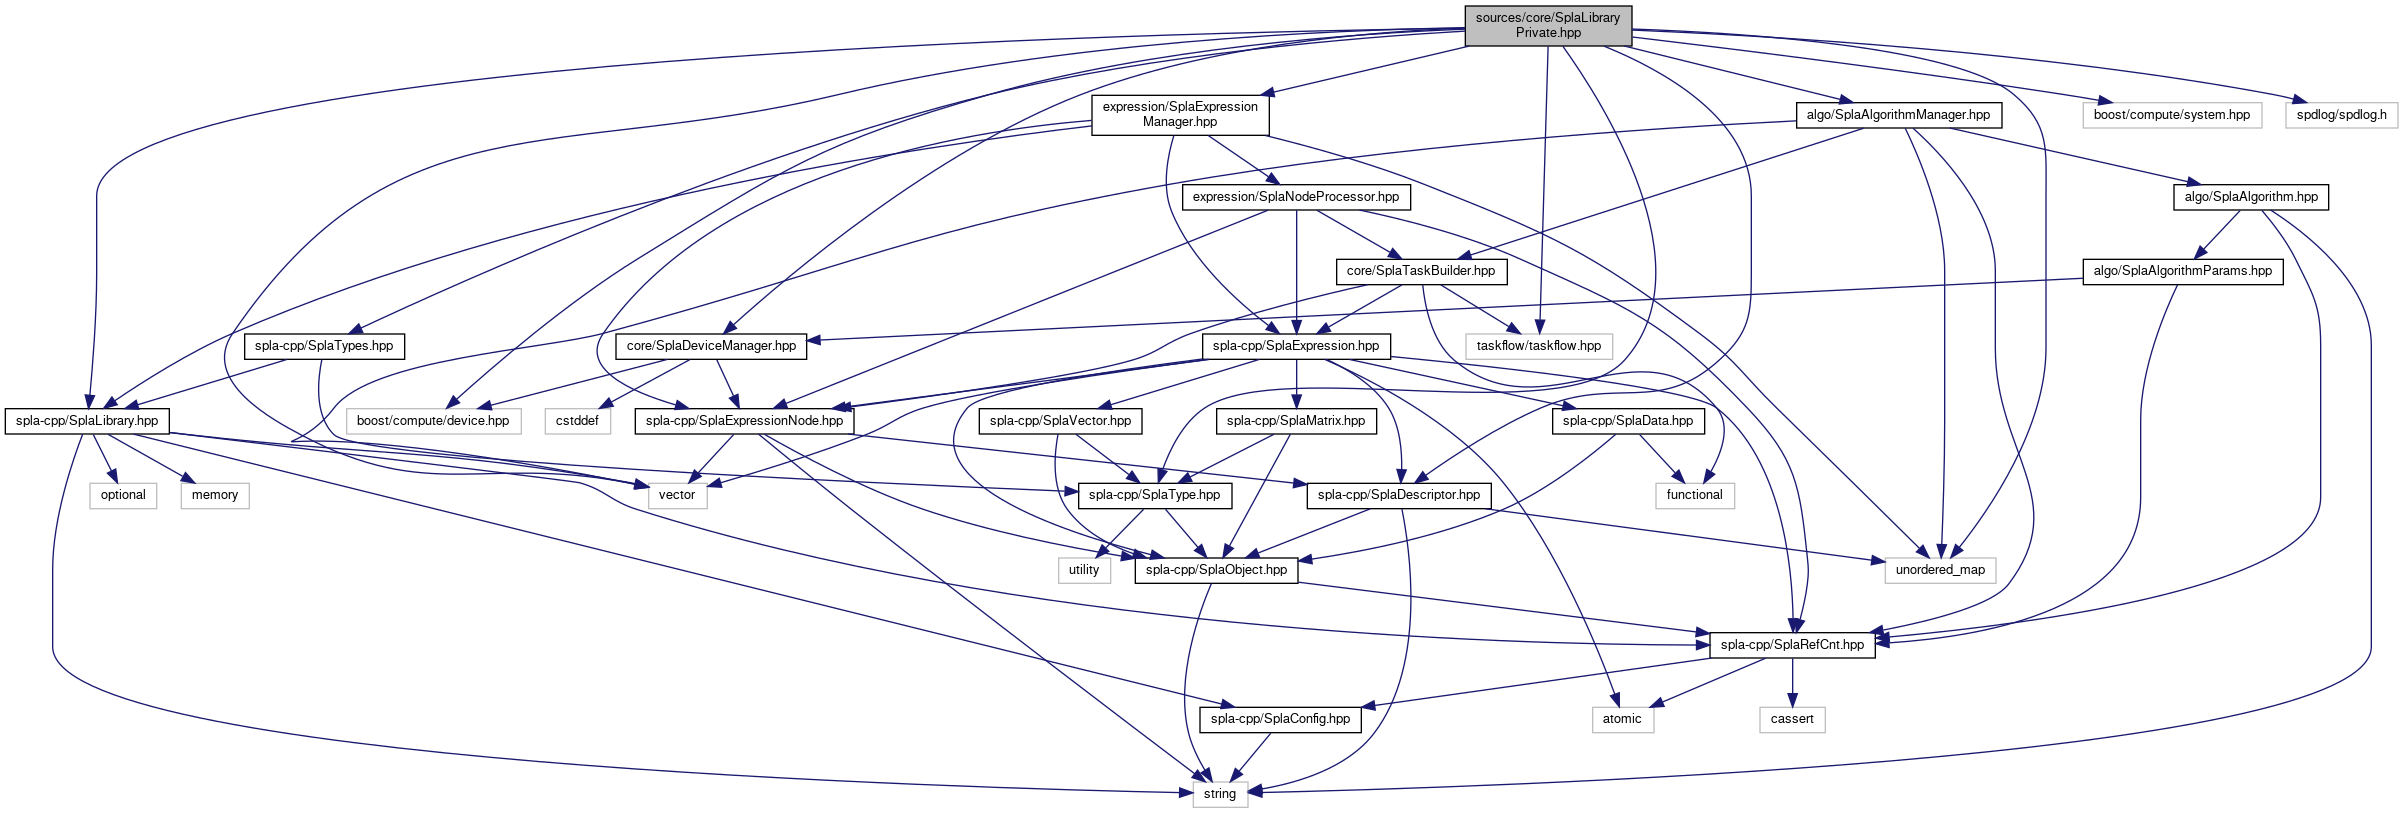 sources/core/SplaLibrary
Private.hpp
expression/SplaExpression
Manager.hpp
algo/SplaAlgorithmManager.hpp
boost/compute/system.hpp
spdlog/spdlog.h
expression/SplaNodeProcessor.hpp
algo/SplaAlgorithm.hpp
core/SplaTaskBuilder.hpp
algo/SplaAlgorithmParams.hpp
spla-cpp/SplaTypes.hpp
core/SplaDeviceManager.hpp
spla-cpp/SplaExpression.hpp
taskflow/taskflow.hpp
spla-cpp/SplaLibrary.hpp
boost/compute/device.hpp
cstddef
spla-cpp/SplaExpressionNode.hpp
spla-cpp/SplaVector.hpp
spla-cpp/SplaMatrix.hpp
spla-cpp/SplaData.hpp
optional
memory
vector
spla-cpp/SplaType.hpp
spla-cpp/SplaDescriptor.hpp
functional
utility
spla-cpp/SplaObject.hpp
unordered_map
spla-cpp/SplaRefCnt.hpp
spla-cpp/SplaConfig.hpp
atomic
cassert
string